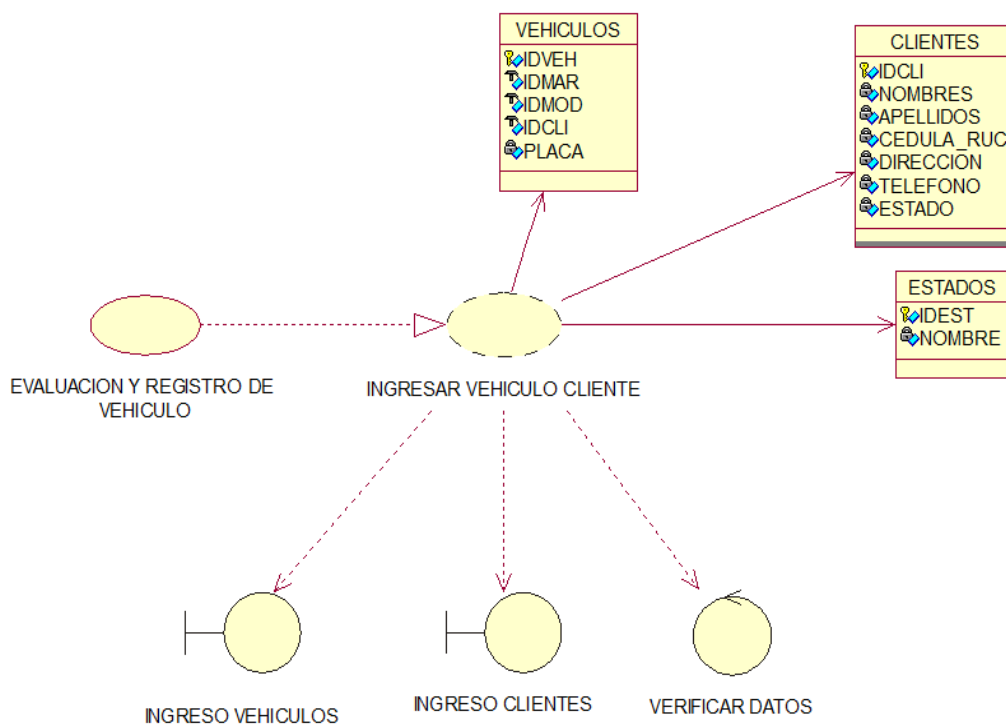 VEHICULOS
IDVEH
IDMAR
IDMOD
IDCLI
PLACA
CLIENTES
IDCLI
NOMBRES
APELLIDOS
CEDULA_RUC
DIRECCION
TELEFONO
ESTADO
ESTADOS
IDEST
NOMBRE
EVALUACION Y REGISTRO DE
VEHICULO
INGRESAR VEHICULO CLIENTE
INGRESO VEHICULOS
INGRESO CLIENTES
VERIFICAR DATOS